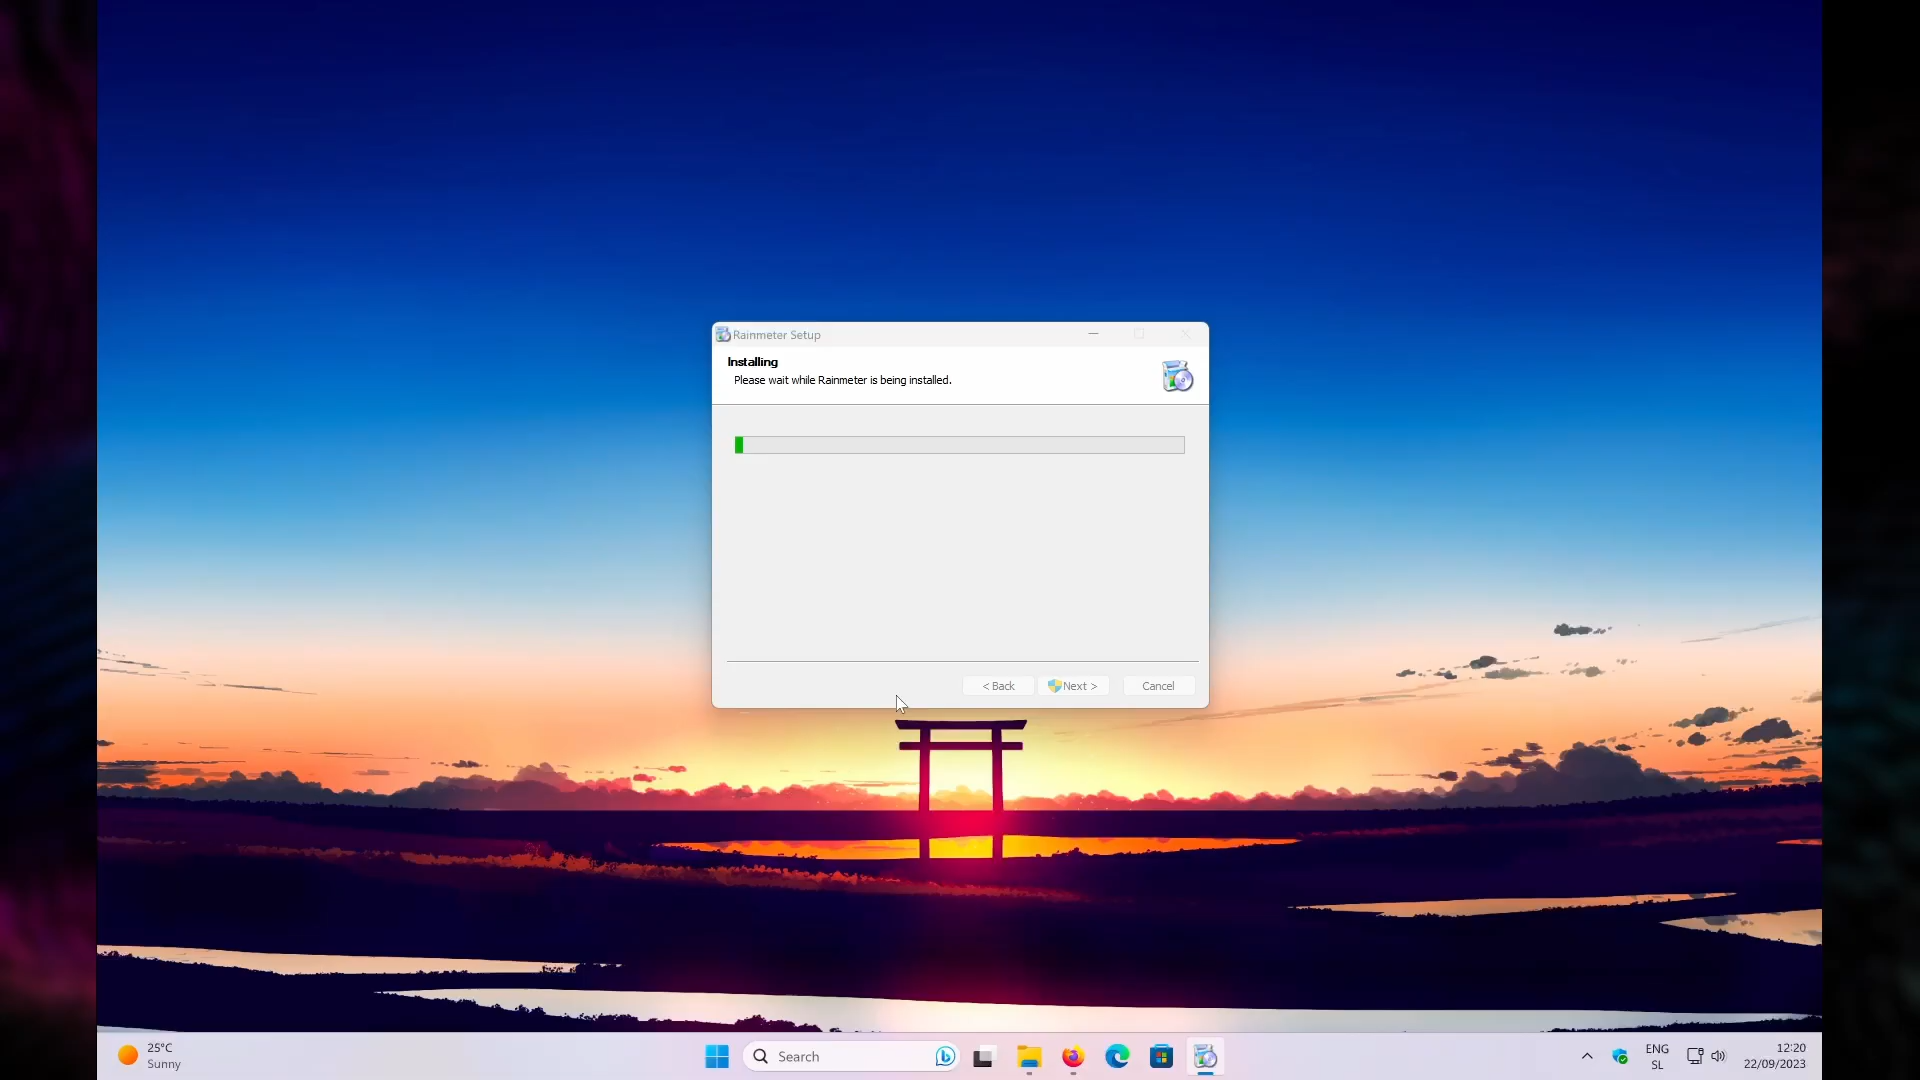 Rainmeter Setup
Installing
Please wait while Rainmeter is being installed.
< Back
Next >
Cancel
25°C
Sunny
Search
ENG
SL
12:20
22/09/2023